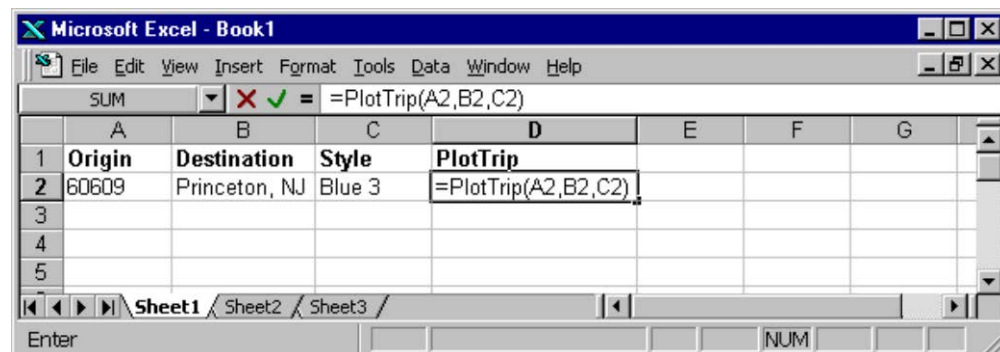 Microsoft Excel - Book1
File Edit View Insert Format Tools Data Window Help
SUM = =PlotTrip(A2,B2,C2)
A B C D E F G
1 Origin Destination Style PlotTrip
2 60609 Princeton, NJ Blue 3 =PlotTrip(A2,B2,C2)
3
4
5
Sheet1 Sheet2 Sheet3
Enter NUM